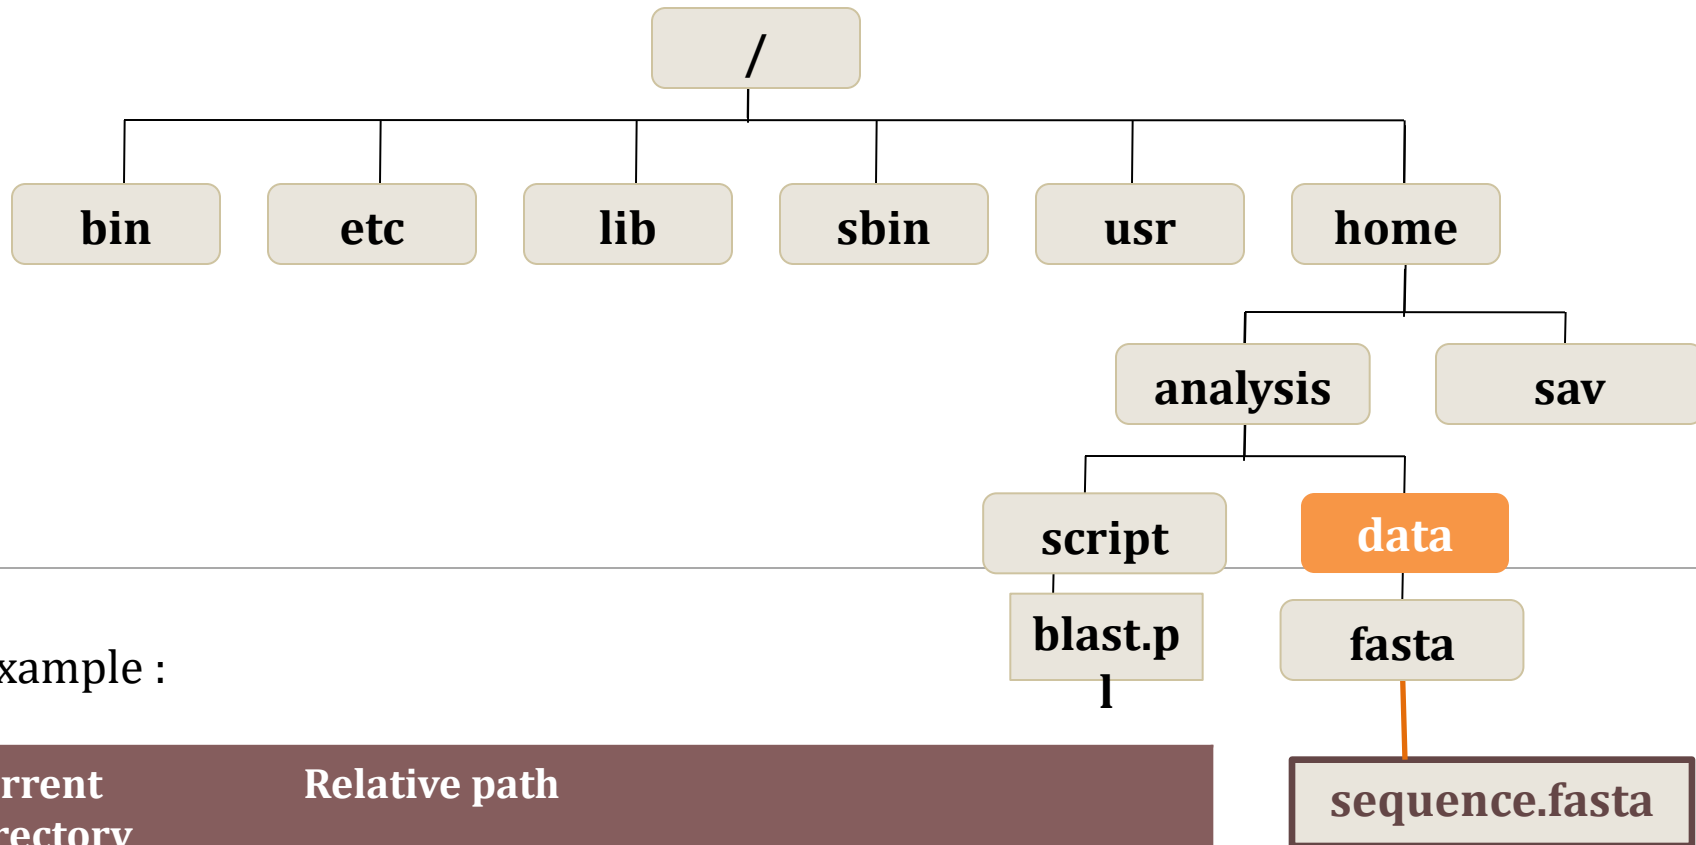 /
bin
etc
lib
sbin
usr
home
analysis
sav
script
data
blast.p
l
fasta
xample :
rrent
rectory
Relative path
sequence.fasta